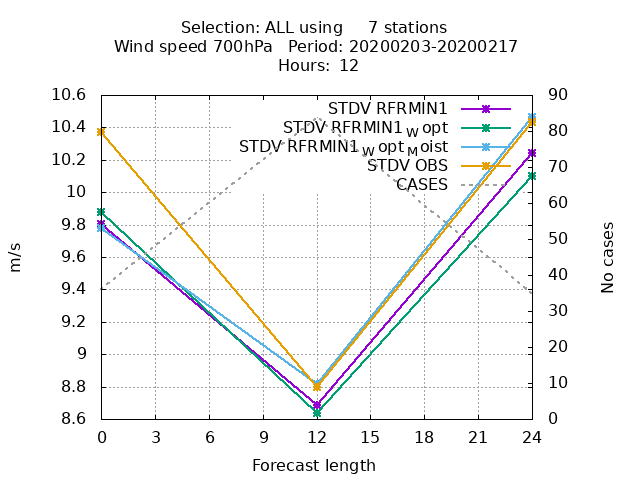 Selection: ALL using 7 stations
Wind speed 700hPa Period: 20200203-20200217
Hours: 12
STDV RFRMIN1
STDV RFRMIN1_W opt
STDV RFRMIN1_W opt_M oist
STDV OBS
CASES
10.6
10.4
10.2
10
9.8
9.6
9.4
9.2
9
8.8
8.6
m/s
90
80
70
60
50
40
30
20
10
0
No cases
0 3 6 9 12 15 18 21 24
Forecast length